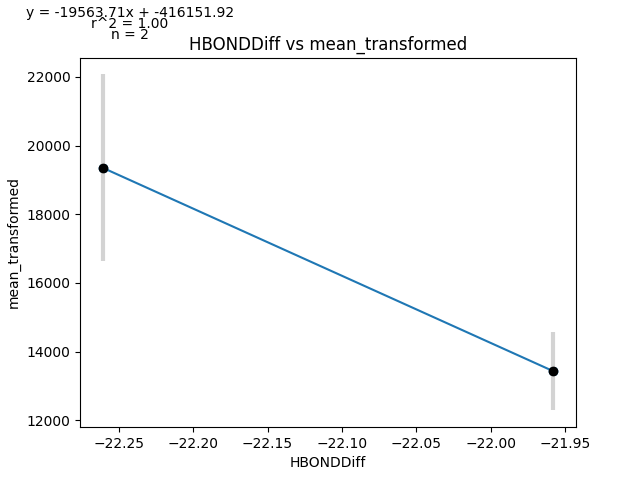 y = -19563.71x + -416151.92
r^2 = 1.00
n = 2
HBONDDiff vs mean_transformed
22000
20000
18000
16000
14000
12000
mean_transformed
−22.25 −22.20 −22.15 −22.10 −22.05 −22.00 −21.95
HBONDDiff